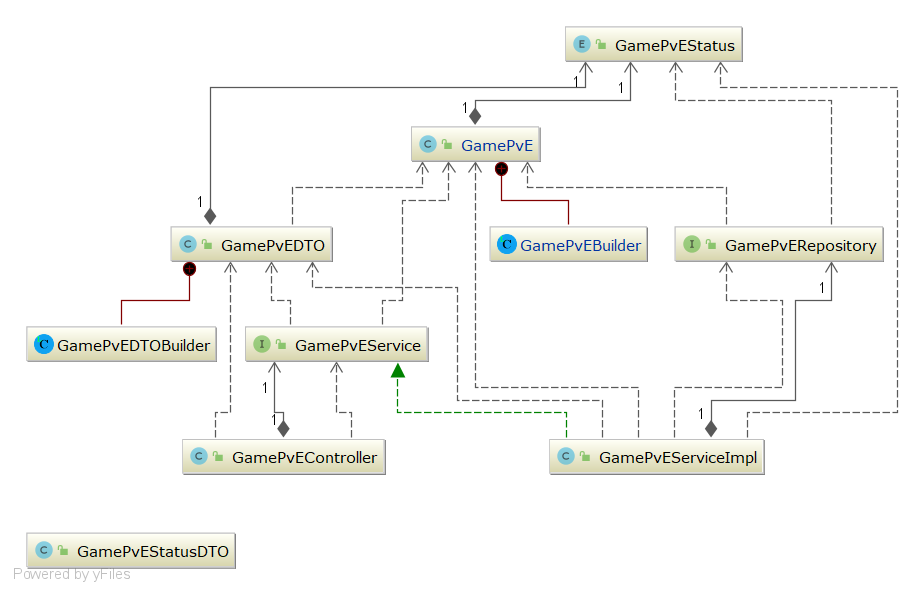 E GamePvEStatus
1
1
1
C GamePvE
1
C GamePvEDTO
C GamePvEBuilder
I GamePvERepository
1
C GamePvEDTOBuilder
I GamePvEService
1
1
1
C GamePvEController
C GamePvEServiceImpl
C GamePvEStatusDTO
Powered by yFiles